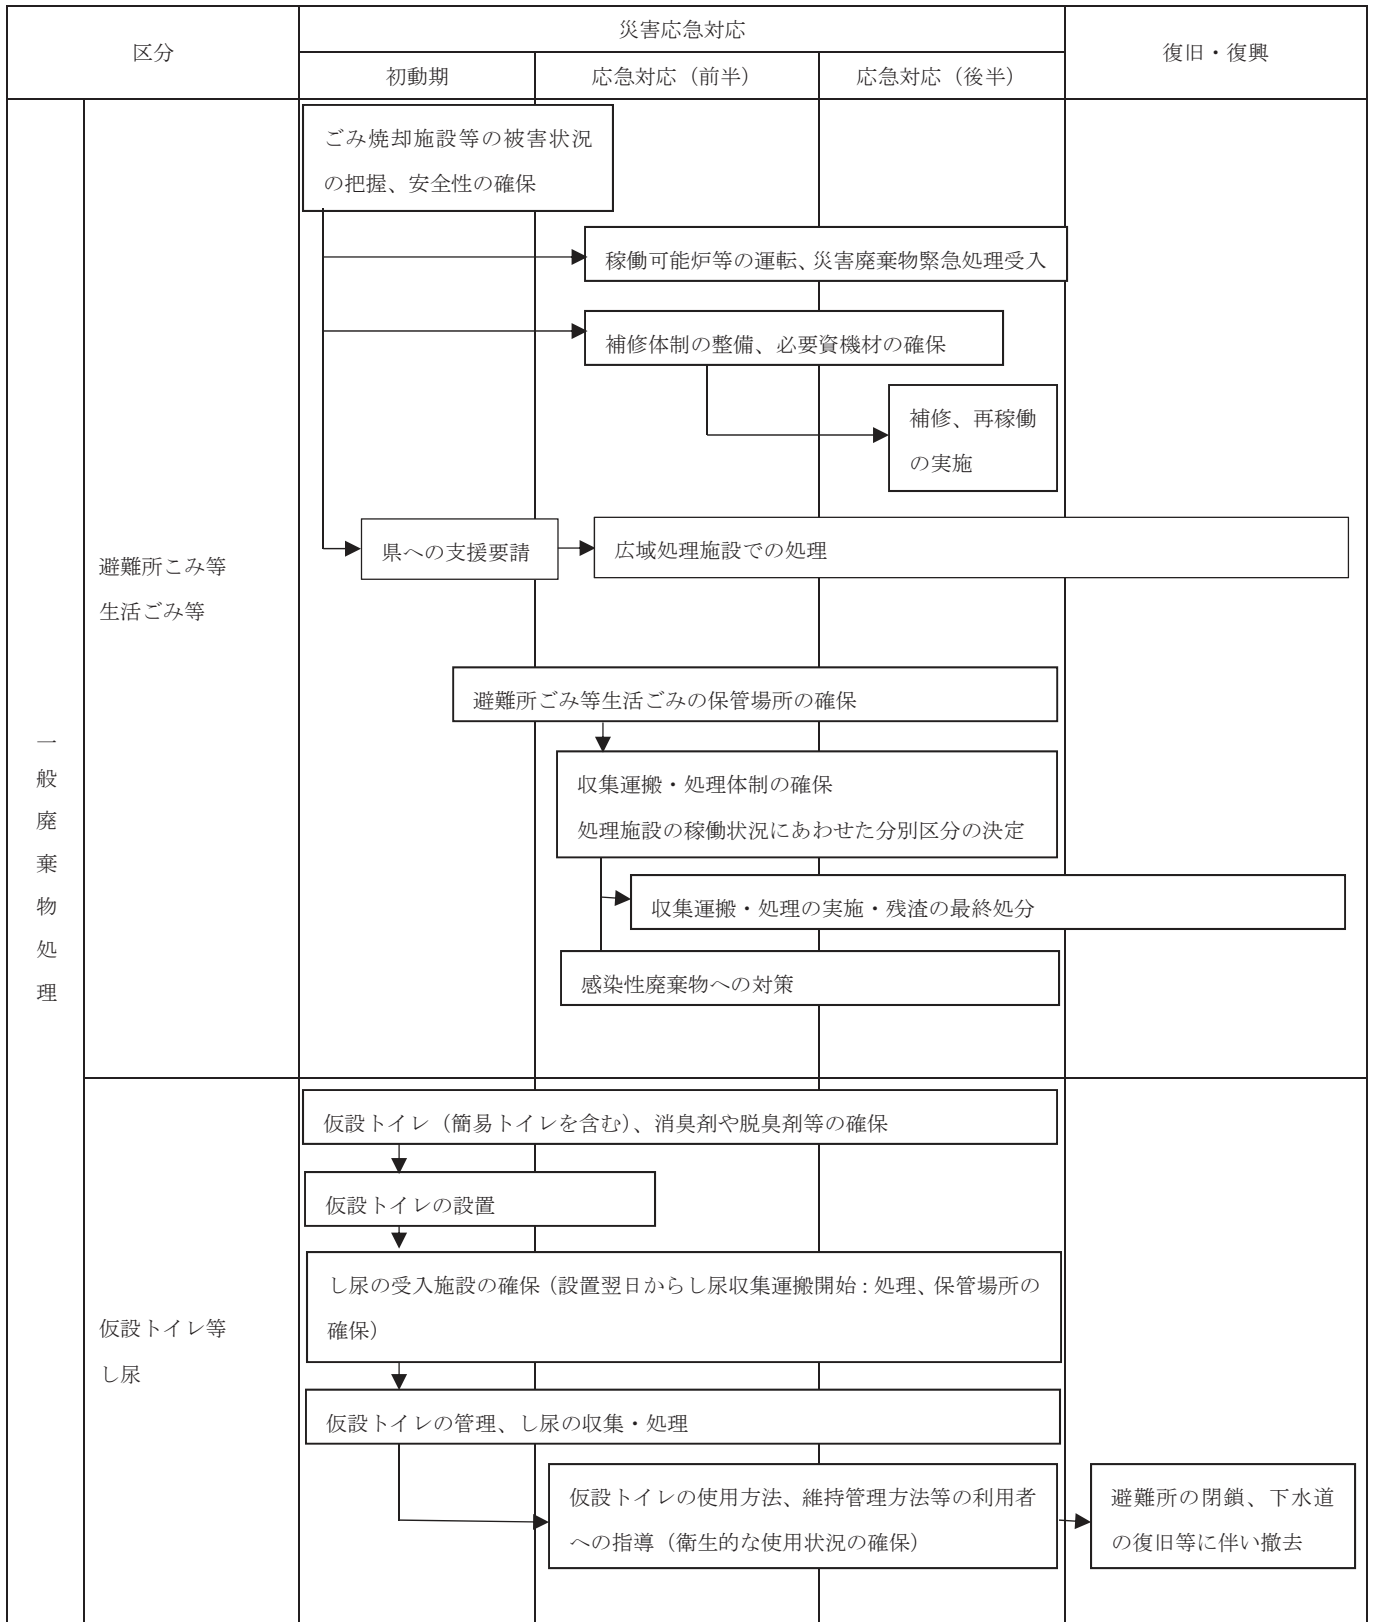 区分
災害応急対応
復旧・復興
初動期
応急対応（前半）
応急対応（後半）
一般廃棄物処理
避難所こみ等
生活ごみ等
ごみ焼却施設等の被害状況
の把握、安全性の確保
稼働可能炉等の運転、災害廃棄物緊急処理受入
補修体制の整備、必要資機材の確保
補修、再稼働
の実施
県への支援要請
広域処理施設での処理
避難所ごみ等生活ごみの保管場所の確保
収集運搬・処理体制の確保
処理施設の稼働状況にあわせた分別区分の決定
収集運搬・処理の実施・残渣の最終処分
感染性廃棄物への対策
仮設トイレ等
し尿
仮設トイレ（簡易トイレを含む）、消臭剤や脱臭剤等の確保
仮設トイレの設置
し尿の受入施設の確保（設置翌日からし尿収集運搬開始：処理、保管場所の
確保）
仮設トイレの管理、し尿の収集・処理
仮設トイレの使用方法、維持管理方法等の利用者
への指導（衛生的な使用状況の確保）
避難所の閉鎖、下水道
の復旧等に伴い撤去